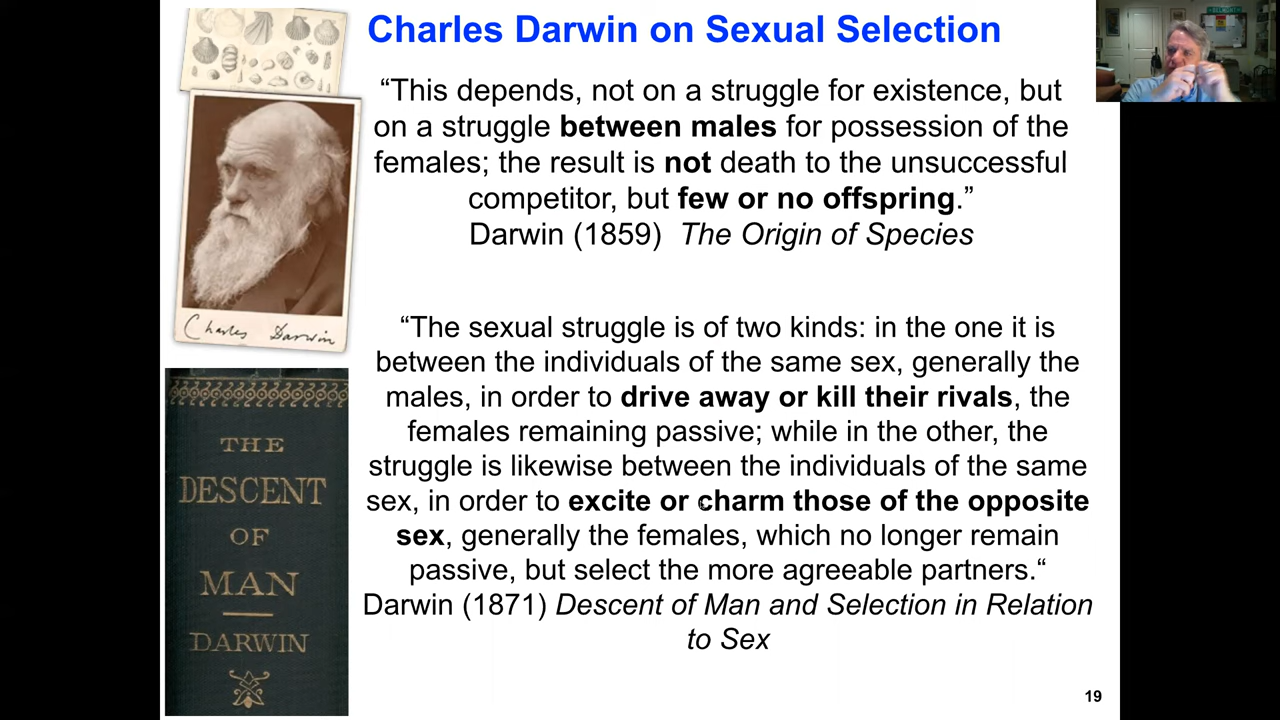 Charles Darwin on Sexual Selection
“This depends, not on a struggle for existence, but
on a struggle between males for possession of the
females; the result is not death to the unsuccessful
competitor, but few or no offspring.”
Darwin (1859) The Origin of Species
Charles Darwin
“The sexual struggle is of two kinds: in the one it is
between the individuals of the same sex, generally the
males, in order to drive away or kill their rivals, the
females remaining passive; while in the other, the
struggle is likewise between the individuals of the same
sex, in order to excite or charm those of the opposite
sex, generally the females, which no longer remain
passive, but select the more agreeable partners.“
Darwin (1871) Descent of Man and Selection in Relation
to Sex
THE
DESCENT
OF
MAN
DARWIN
19